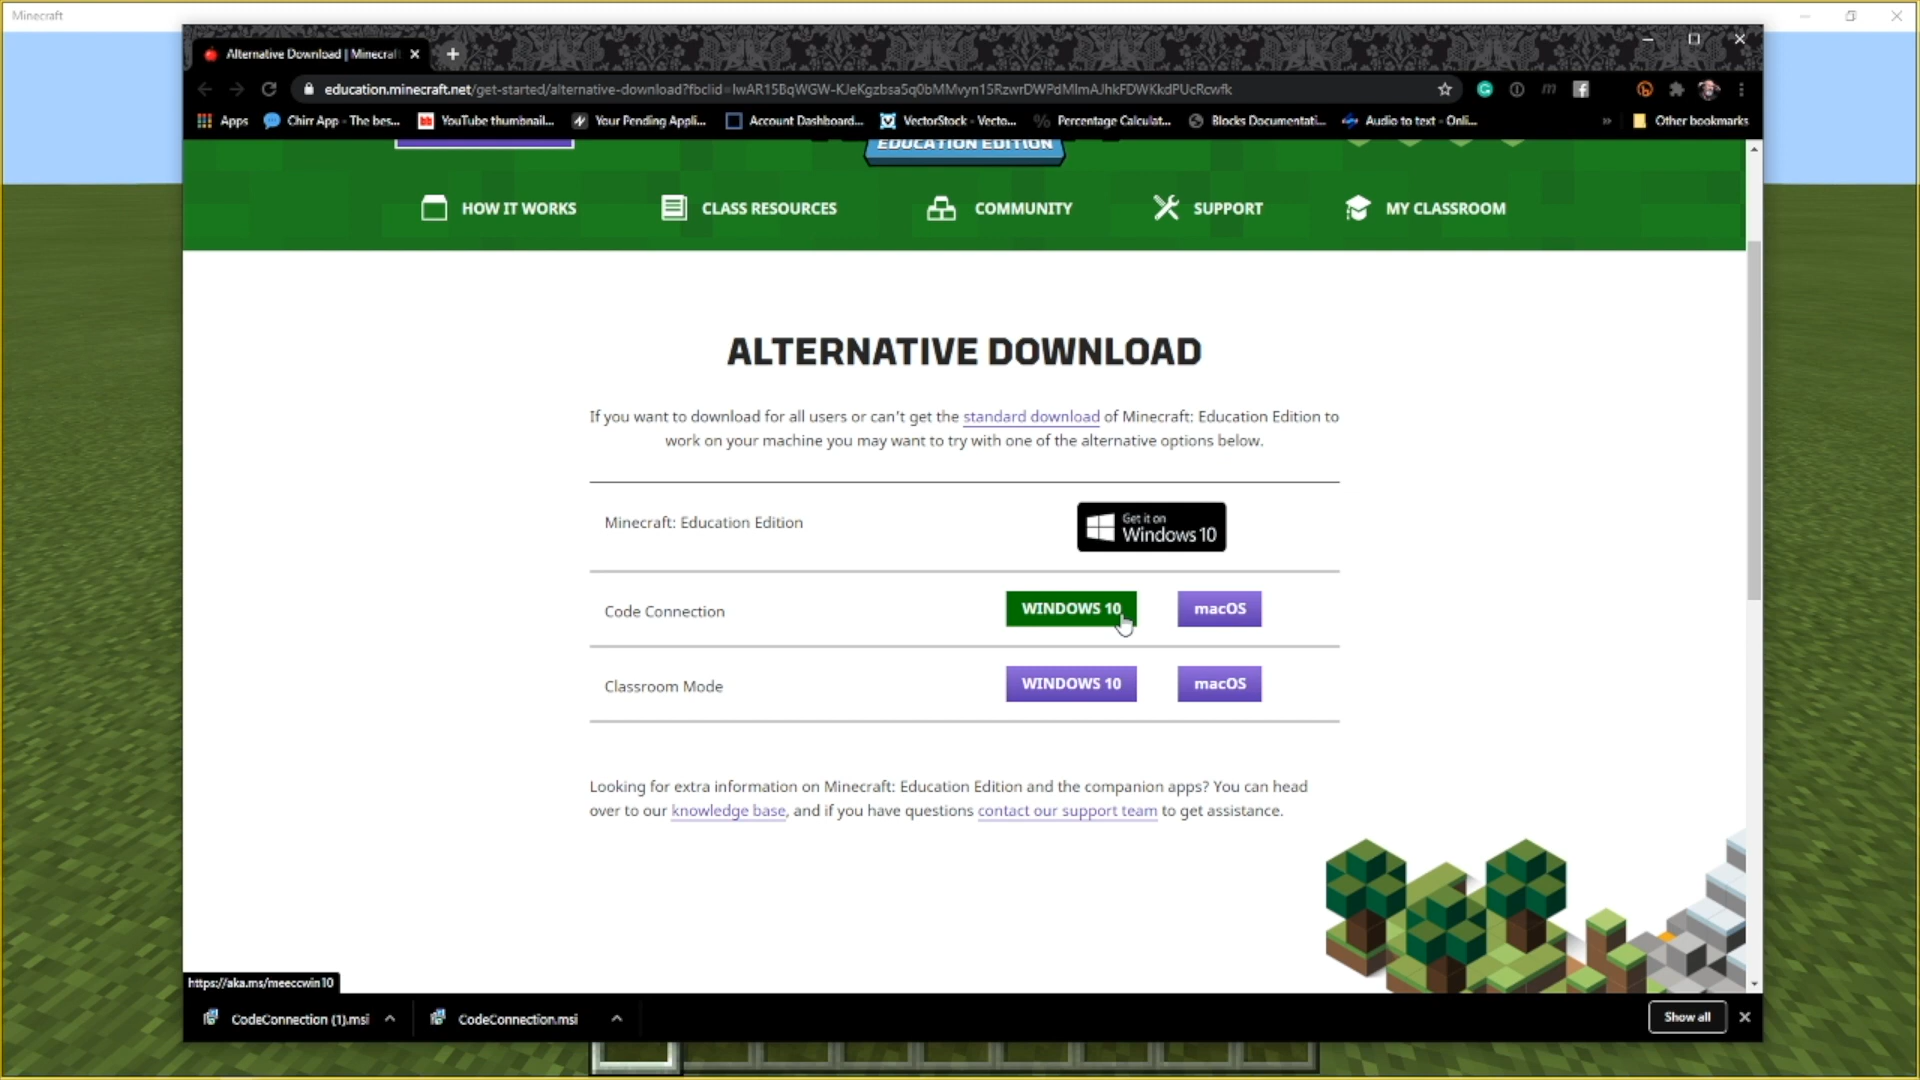 Minecraft
Alternative Download | Minecraf
education.minecraft.net/get-started/alternative-download?fbclid=IwAR15BqWGW-KJeKgzbsa5q0bMMvyn15RzwrDWPdMlmAJhkFDWKkdPUcRcwfk
Apps
Chirr App - The bes...
YouTube thumbnail...
Your Pending Appli...
Account Dashboard...
VectorStock - Vecto...
Percentage Calculat...
Blocks Documentati...
Audio to text - Onli...
»
Other bookmarks
EDUCATION EDITION
HOW IT WORKS
CLASS RESOURCES
COMMUNITY
SUPPORT
MY CLASSROOM
ALTERNATIVE DOWNLOAD
If you want to download for all users or can't get the standard download of Minecraft: Education Edition to
work on your machine you may want to try with one of the alternative options below.
Minecraft: Education Edition
Get it on
Windows 10
Code Connection
WINDOWS 10
macOS
Classroom Mode
WINDOWS 10
macOS
Looking for extra information on Minecraft: Education Edition and the companion apps? You can head
over to our knowledge base, and if you have questions contact our support team to get assistance.
https://aka.ms/meeccwin10
CodeConnection (1).msi
CodeConnection.msi
Show all